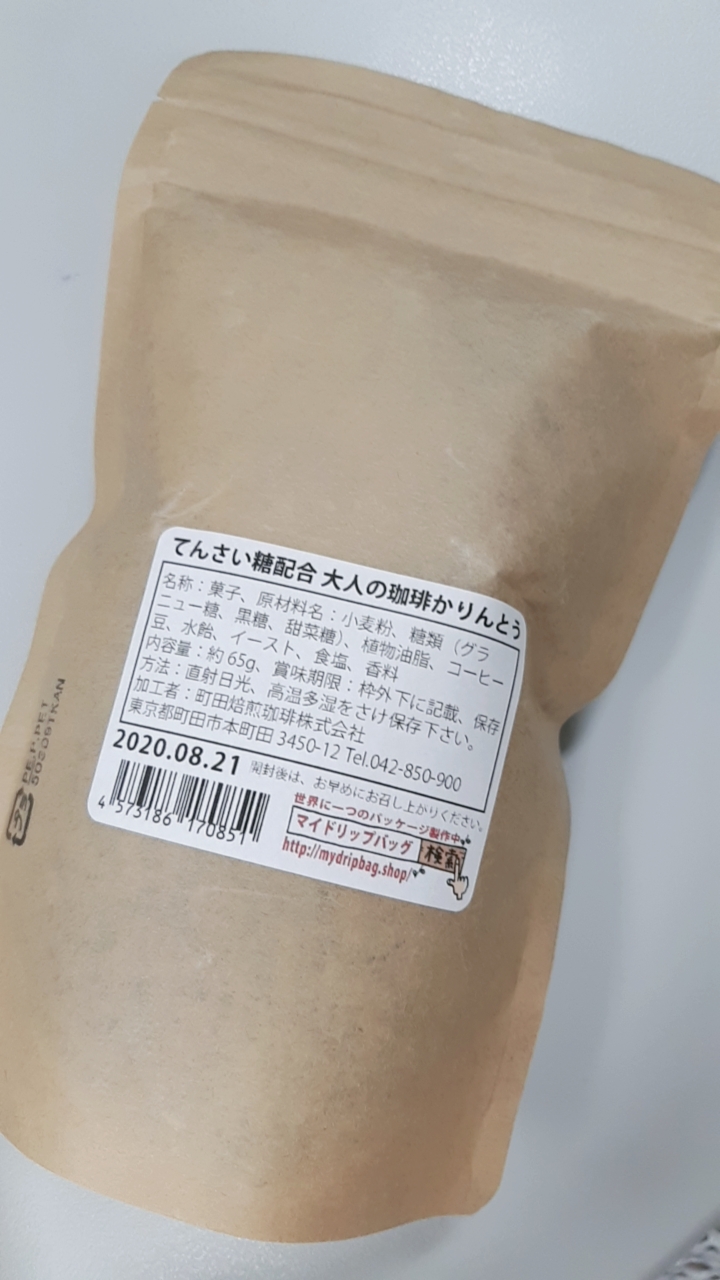 てんさい糖配合 大人の珈琲かりんとう
名称：菓子、原材料名：小麦粉、糖類（グラ
ニュー糖、黒糖、甜菜糖）、植物油脂、コーヒー
豆、水飴、イースト、食塩、香料
内容量：約65g、賞味期限：枠外下に記載、保存
方法：直射日光、高温多湿をさけ保存下さい。
加工者：町田焙煎珈琲株式会社
東京都町田市本町田 3450-12 Tel.042-850-900
2020.08.21 開封後は、お早めにお召し上がりください。
4 573186 170851
世界に一つのパッケージ製作中
マイドリップバッグ 検索
http://mydripbag.shop/
PE,P,PET